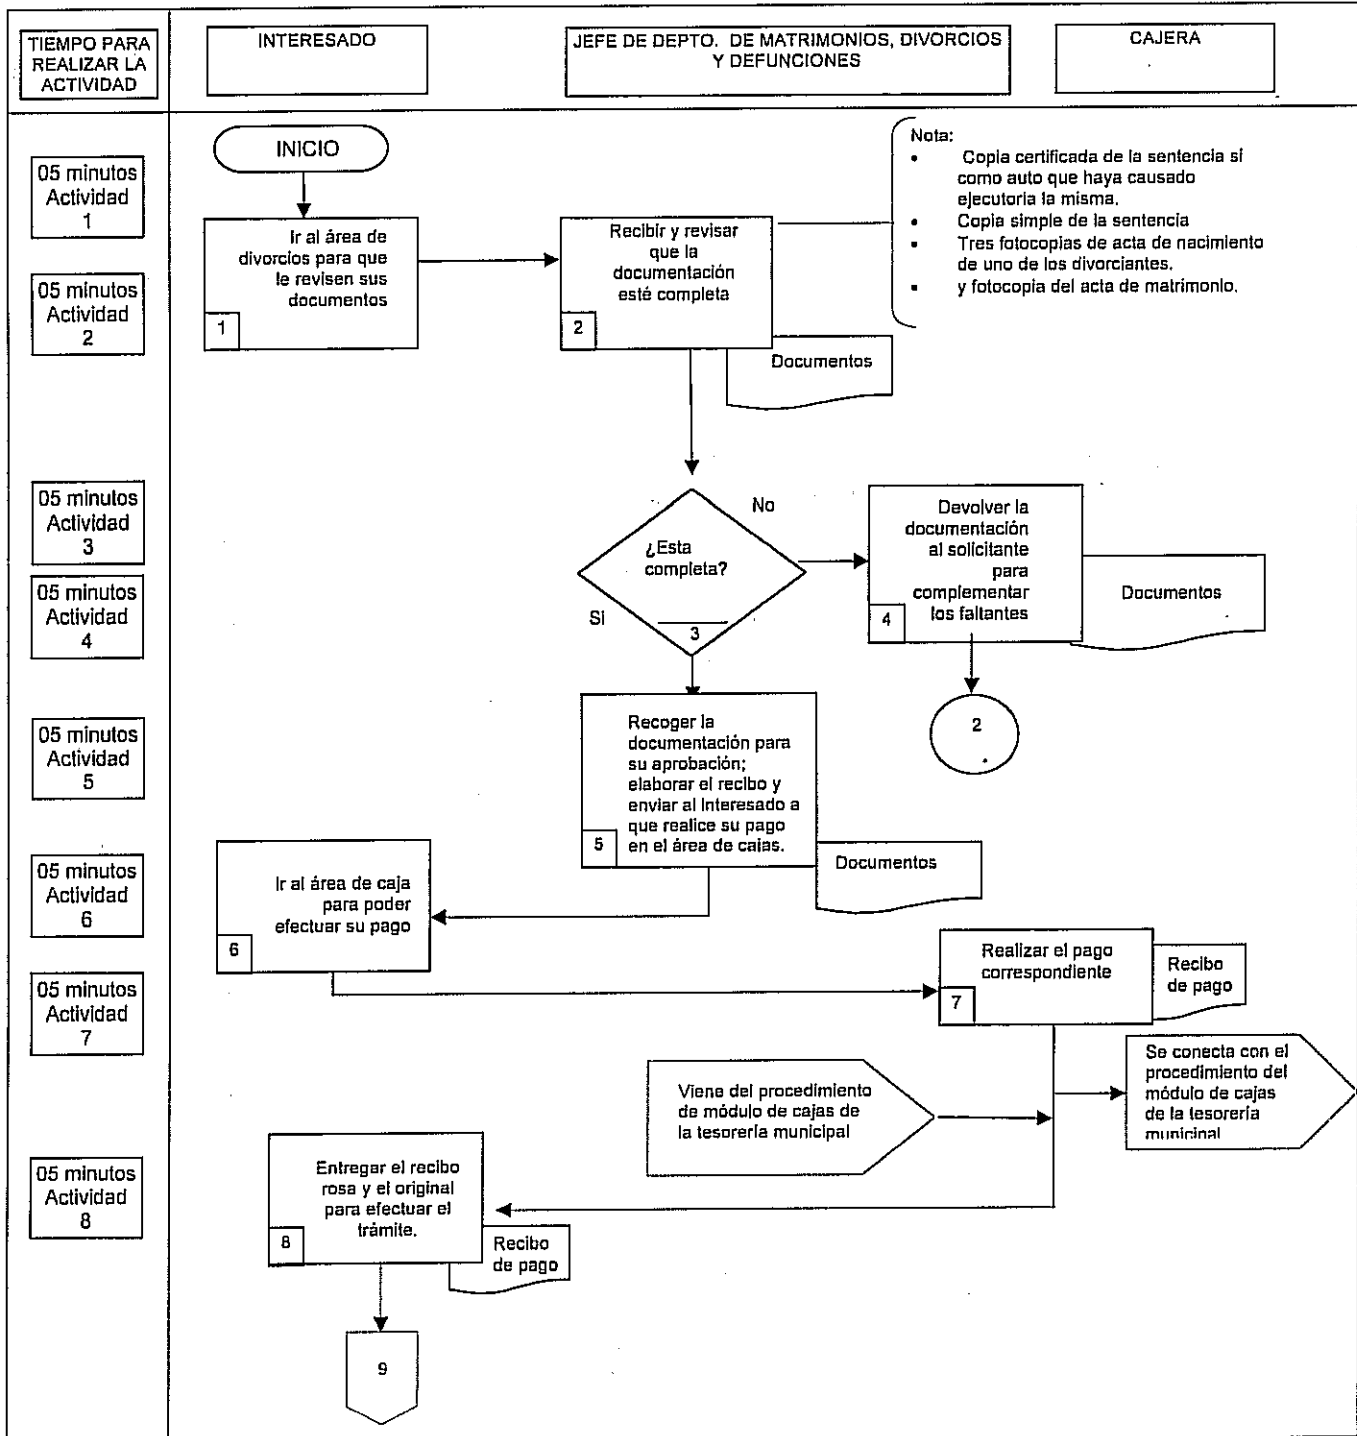 TIEMPO PARA
REALIZAR LA
ACTIVIDAD
INTERESADO
JEFE DE DEPTO. DE MATRIMONIOS, DIVORCIOS
Y DEFUNCIONES
CAJERA
05 minutos
Actividad
1
INICIO
Ir al área de
divorcios para que
le revisen sus
documentos
1
Recibir y revisar
que la
documentación
esté completa
2
Documentos
Nota:
• Copia certificada de la sentencia si
como auto que haya causado
ejecutoria la misma.
• Copia simple de la sentencia
• Tres fotocopias de acta de nacimiento
de uno de los divorciantes.
• y fotocopia del acta de matrimonio.
05 minutos
Actividad
2
05 minutos
Actividad
3
¿Esta
completa?
3
No
Si
Devolver la
documentación
al solicitante
para
complementar
los faltantes
4
Documentos
2
05 minutos
Actividad
4
05 minutos
Actividad
5
Recoger la
documentación para
su aprobación;
elaborar el recibo y
enviar al interesado a
que realice su pago
en el área de cajas.
5
Documentos
05 minutos
Actividad
6
Ir al área de caja
para poder
efectuar su pago
6
05 minutos
Actividad
7
Realizar el pago
correspondiente
7
Recibo
de pago
Viene del procedimiento
de módulo de cajas de
la tesorería municipal
Se conecta con el
procedimiento del
módulo de cajas
de la tesorería
municipal
05 minutos
Actividad
8
Entregar el recibo
rosa y el original
para efectuar el
trámite.
8
Recibo
de pago
9